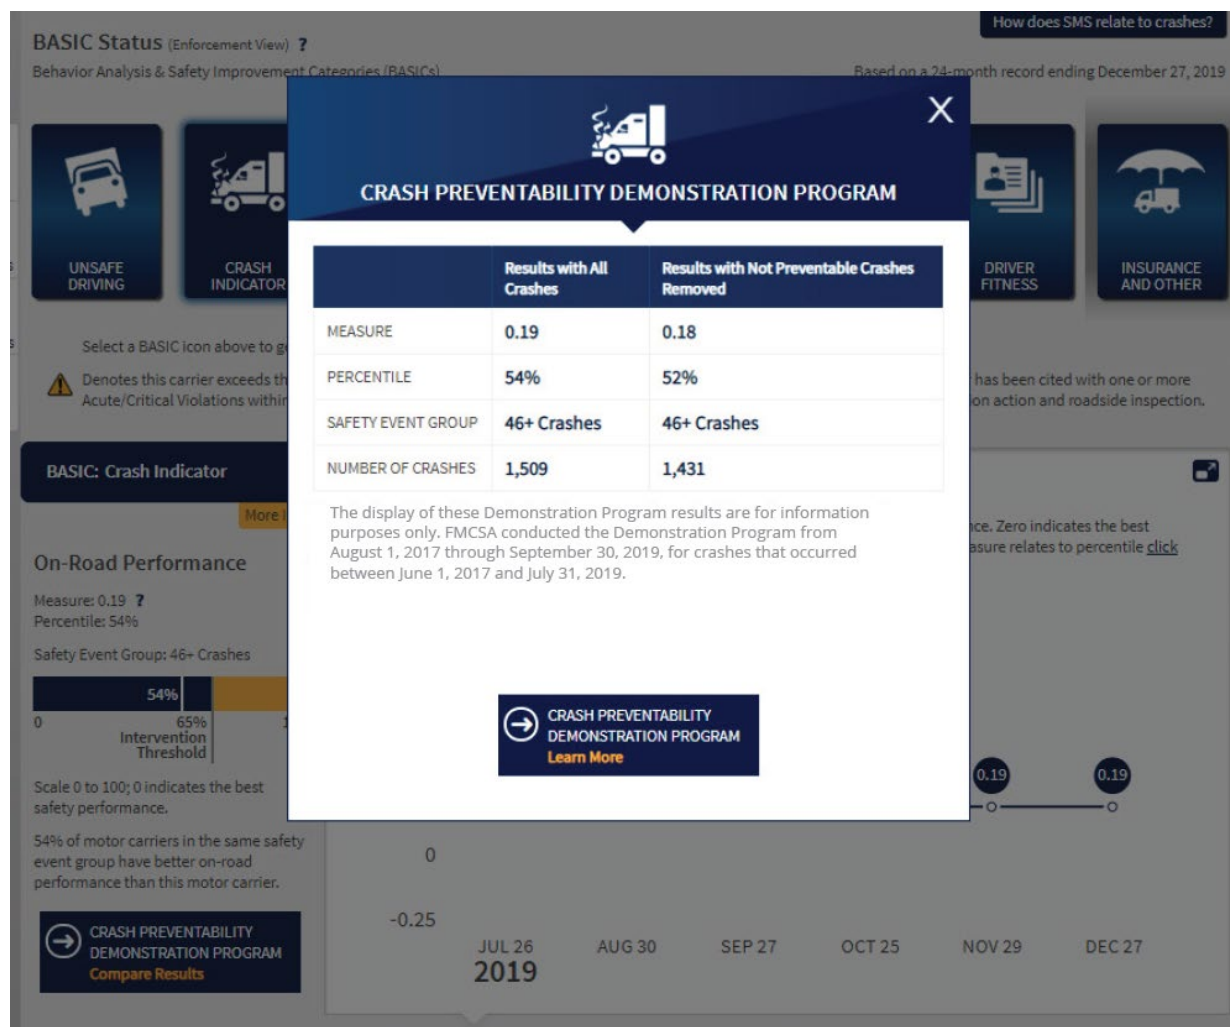 How does SMS relate to crashes?
BASIC Status (Enforcement View) ?
Behavior Analysis & Safety Improvement Categories (BASICs)
Based on a 24-month record ending December 27, 2019
X
CRASH PREVENTABILITY DEMONSTRATION PROGRAM
UNSAFE
DRIVING
CRASH
INDICATOR
DRIVER
FITNESS
INSURANCE
AND OTHER
Results with All
Crashes
Results with Not Preventable Crashes
Removed
MEASURE 0.19 0.18
PERCENTILE 54% 52%
SAFETY EVENT GROUP 46+ Crashes 46+ Crashes
NUMBER OF CRASHES 1,509 1,431
The display of these Demonstration Program results are for information
purposes only. FMCSA conducted the Demonstration Program from
August 1, 2017 through September 30, 2019, for crashes that occurred
between June 1, 2017 and July 31, 2019.
CRASH PREVENTABILITY
DEMONSTRATION PROGRAM
Learn More
Select a BASIC icon above to
Denotes this carrier exceeds
Acute/Critical Violations
has been cited with one or more
action and roadside inspection.
BASIC: Crash Indicator
More
On-Road Performance
Measure: 0.19 ?
Percentile: 54%
Safety Event Group: 46+ Crashes
54%
0 65%
Intervention
Threshold
Scale 0 to 100; 0 indicates the best
safety performance.
54% of motor carriers in the same safety
event group have better on-road
performance than this motor carrier.
CRASH PREVENTABILITY
DEMONSTRATION PROGRAM
Compare Results
Zero indicates the best
relates to percentile click
0.19 0.19
0
-0.25
JUL 26 AUG 30 SEP 27 OCT 25 NOV 29 DEC 27
2019